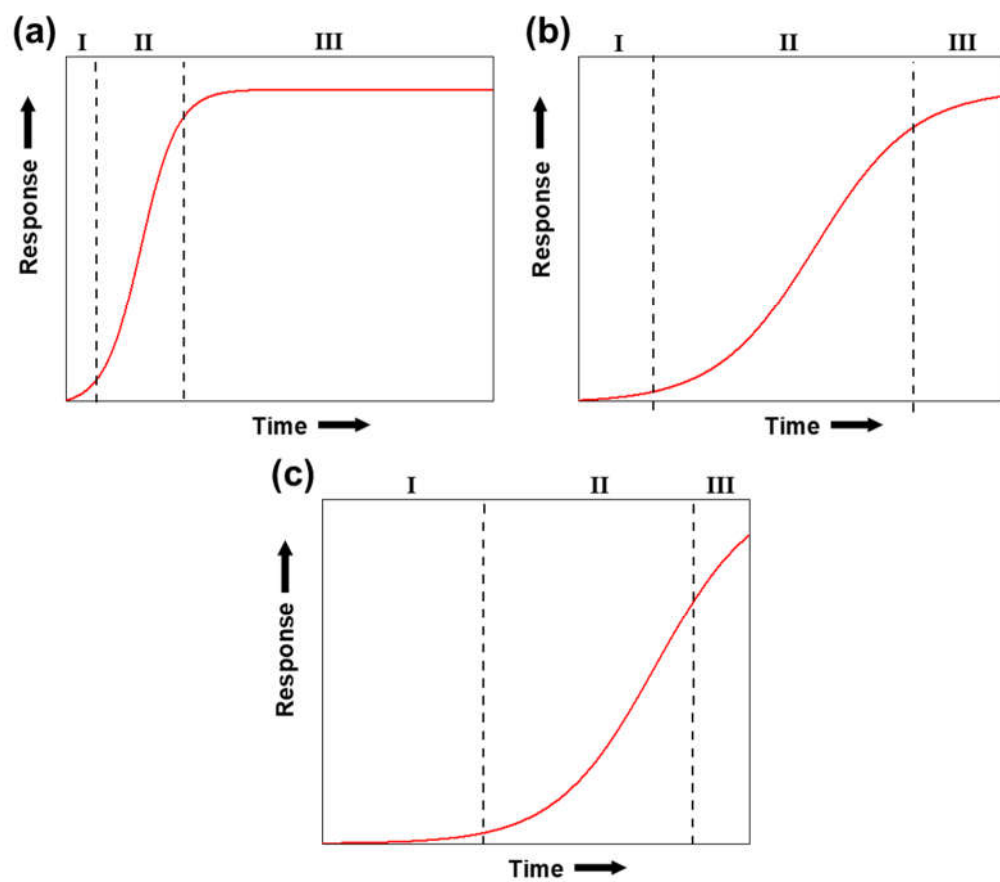 (a)
I II III
Response
Time
(b)
I II III
Response
Time
(c)
I II III
Response
Time